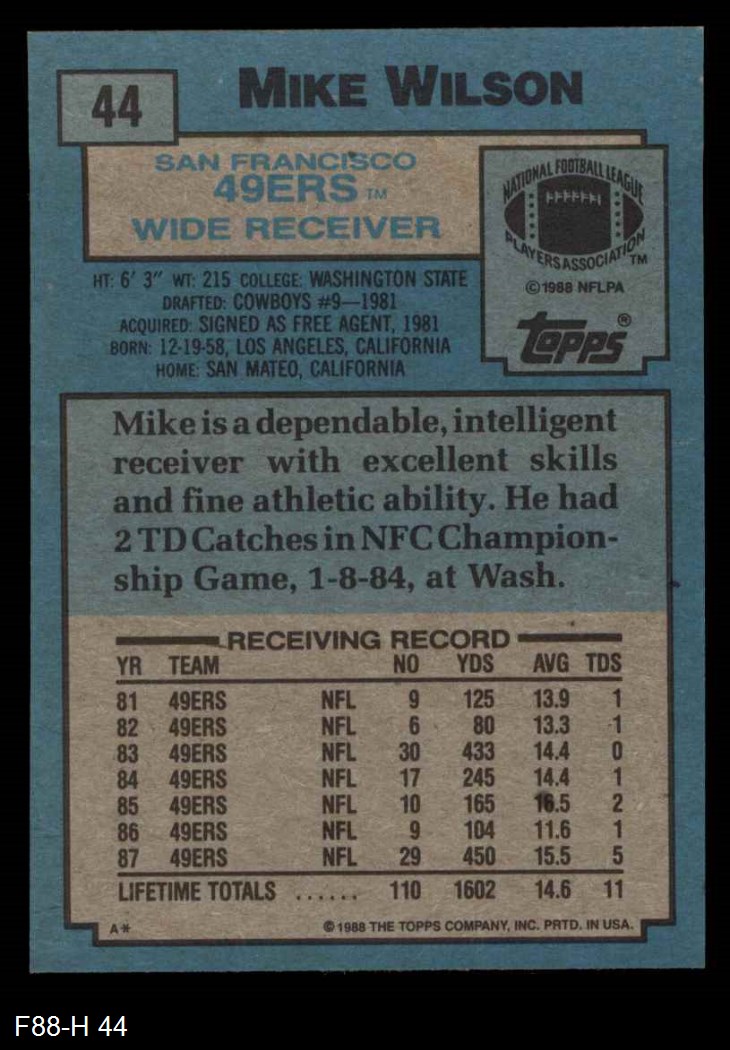 44
MIKE WILSON
SAN FRANCISCO
49ERS TM
WIDE RECEIVER
NATIONAL FOOTBALL LEAGUE
PLAYERS ASSOCIATION TM
©1988 NFLPA
topps®
HT: 6' 3" WT: 215 COLLEGE: WASHINGTON STATE
DRAFTED: COWBOYS #9—1981
ACQUIRED: SIGNED AS FREE AGENT, 1981
BORN: 12-19-58, LOS ANGELES, CALIFORNIA
HOME: SAN MATEO, CALIFORNIA
Mike is a dependable, intelligent
receiver with excellent skills
and fine athletic ability. He had
2 TD Catches in NFC Champion-
ship Game, 1-8-84, at Wash.
RECEIVING RECORD
YR TEAM NO YDS AVG TDS
81 49ERS NFL 9 125 13.9 1
82 49ERS NFL 6 80 13.3 1
83 49ERS NFL 30 433 14.4 0
84 49ERS NFL 17 245 14.4 1
85 49ERS NFL 10 165 16.5 2
86 49ERS NFL 9 104 11.6 1
87 49ERS NFL 29 450 15.5 5
LIFETIME TOTALS ...... 110 1602 14.6 11
A* © 1988 THE TOPPS COMPANY, INC. PRTD. IN USA.
F88-H 44